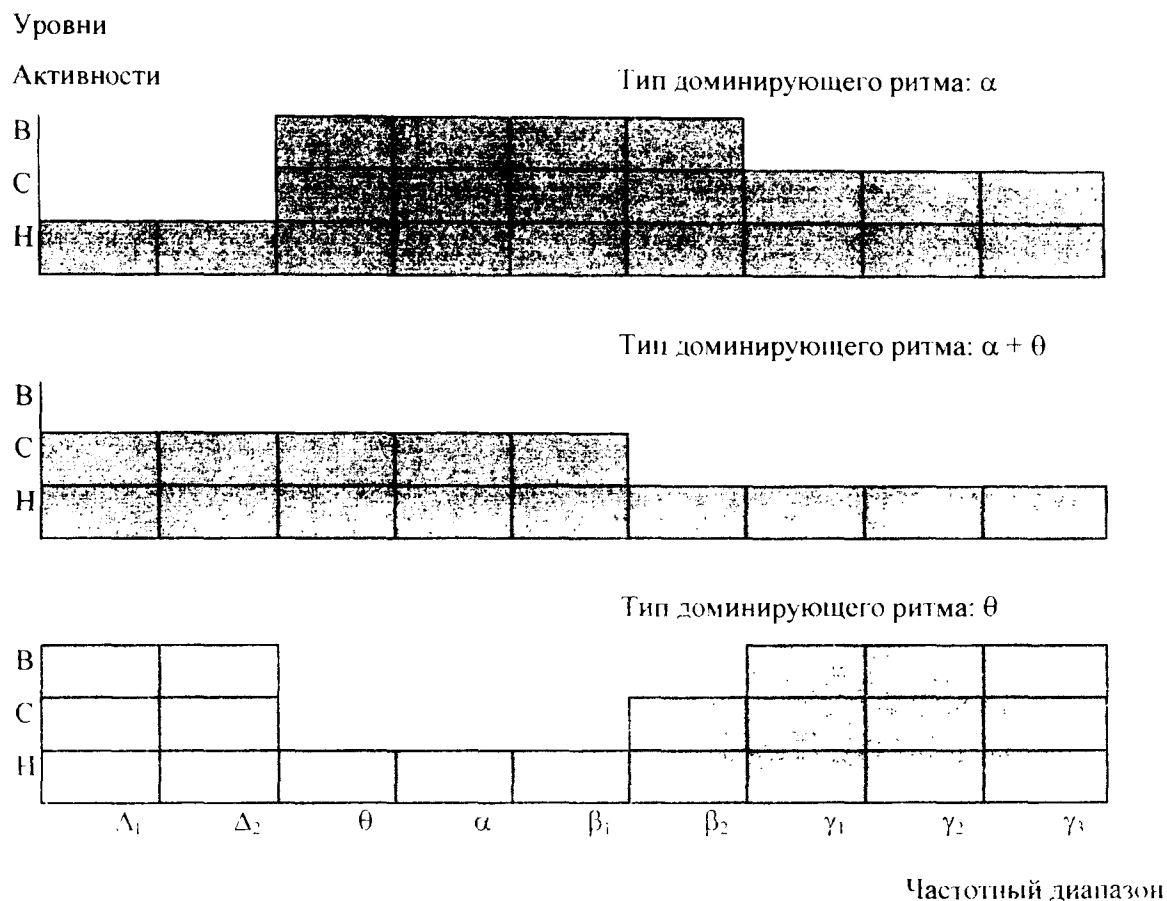 Уровни
Активности
Тип доминирующего ритма: α
В
С
Н
Тип доминирующего ритма: α + θ
В
С
Н
Тип доминирующего ритма: θ
В
С
Н
Δ₁ Δ₂ θ α β₁ β₂ γ₁ γ₂ γ₃
Частотный диапазон